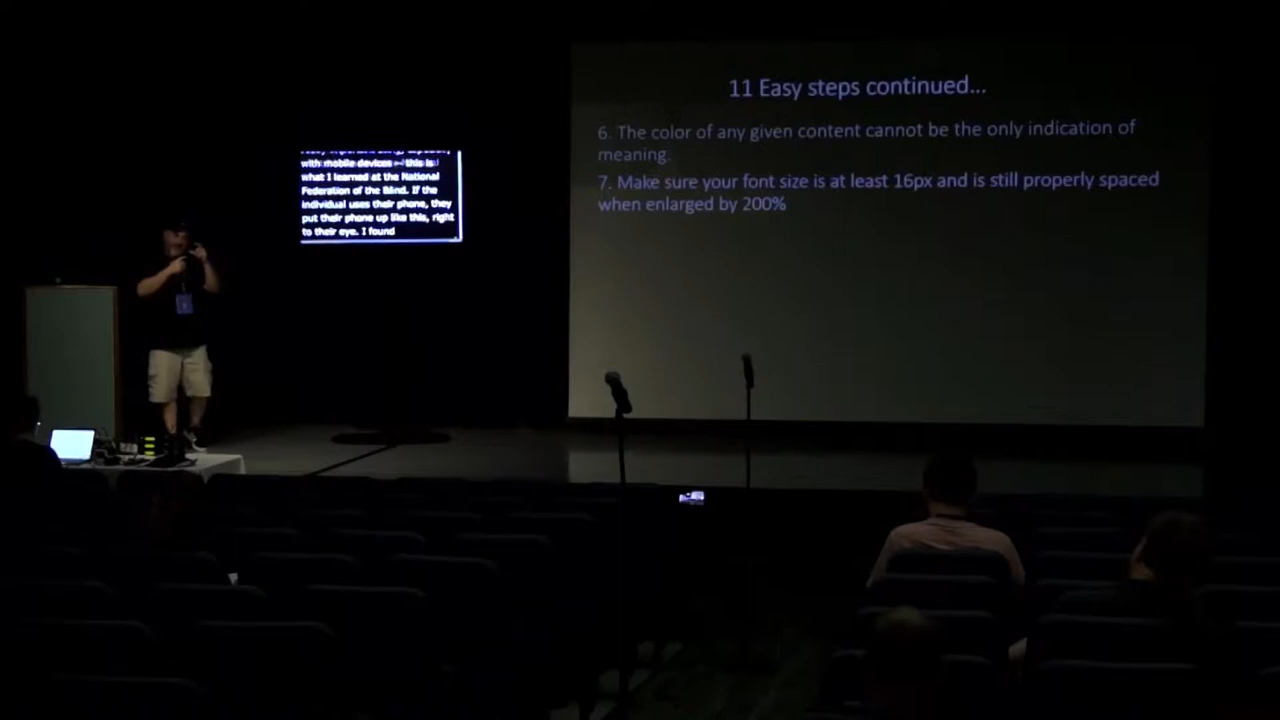 11 Easy steps continued...
6. The color of any given content cannot be the only indication of
meaning.
7. Make sure your font size is at least 16px and is still properly spaced
when enlarged by 200%
with mobile devices -- this is
what I learned at the National
Federation of the Blind. If the
individual uses their phone, they
put their phone up like this, right
to their eye. I found